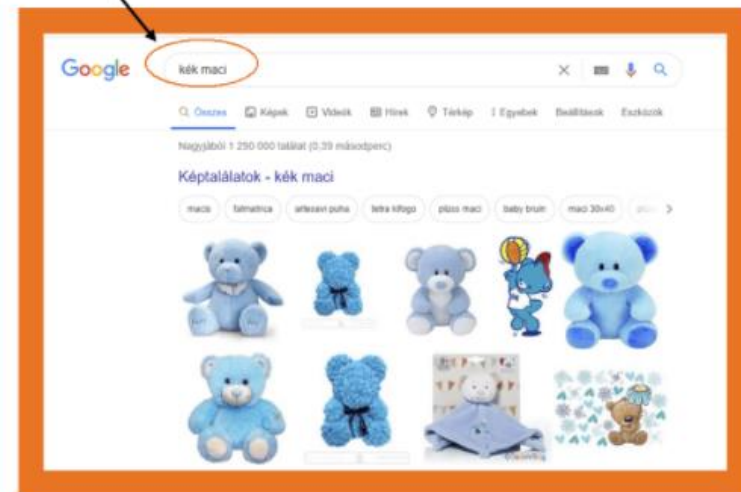 Google kék maci
Összes Képek Videók Hírek Térkép Egyebek Beállítások Eszközök
Nagyjából 1 290 000 találat (0.39 másodperc)
Képtalálatok - kék maci
macis falmatrica artesavi puha tetra kifogo plüss maci baby bruin maci 30x40